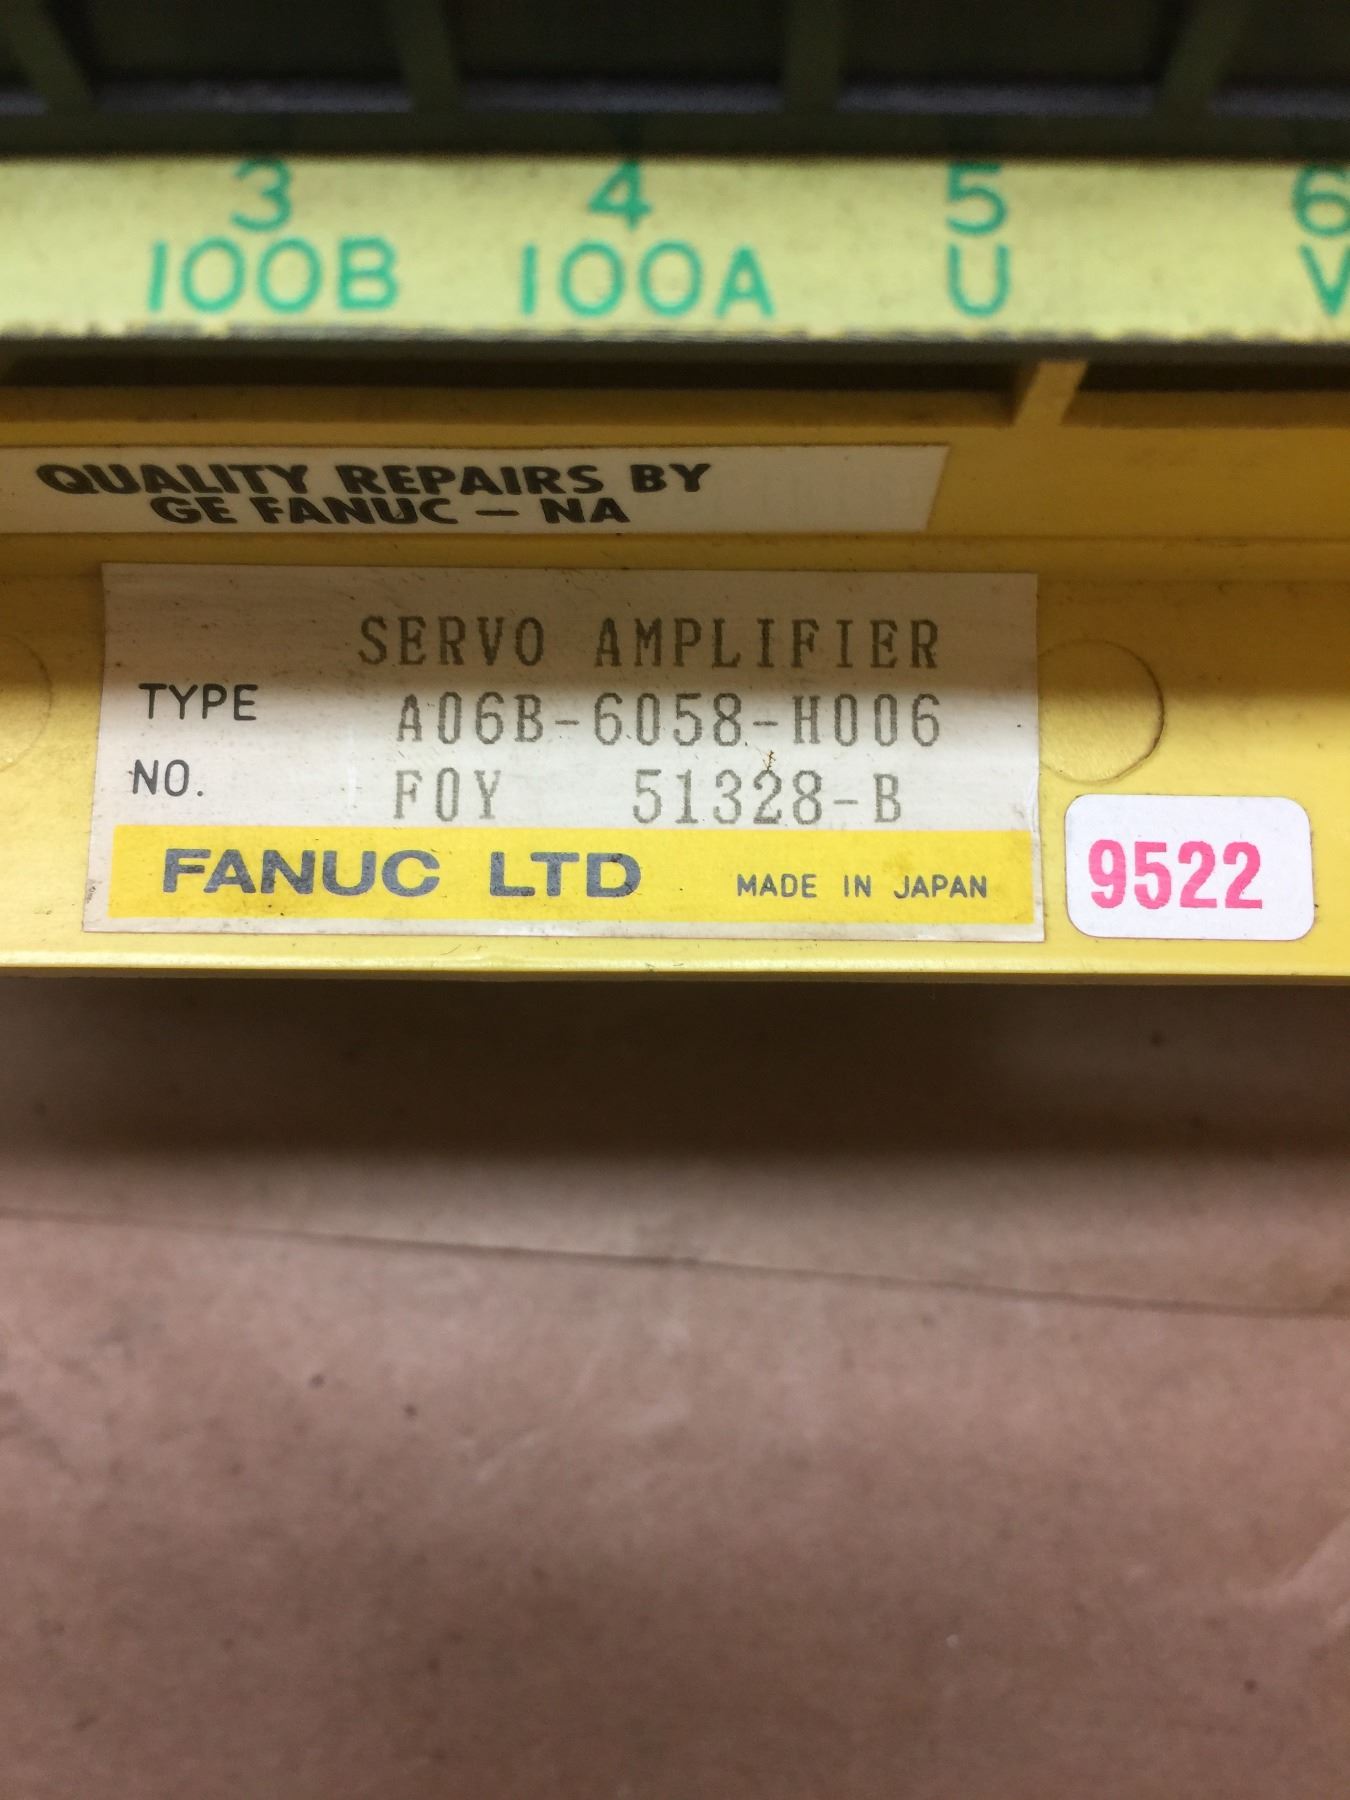 3 4 5 6
100B 100A U V
QUALITY REPAIRS BY
GE FANUC - NA
SERVO AMPLIFIER
TYPE A06B-6058-H006
NO. F0Y 51328-B
FANUC LTD MADE IN JAPAN
9522